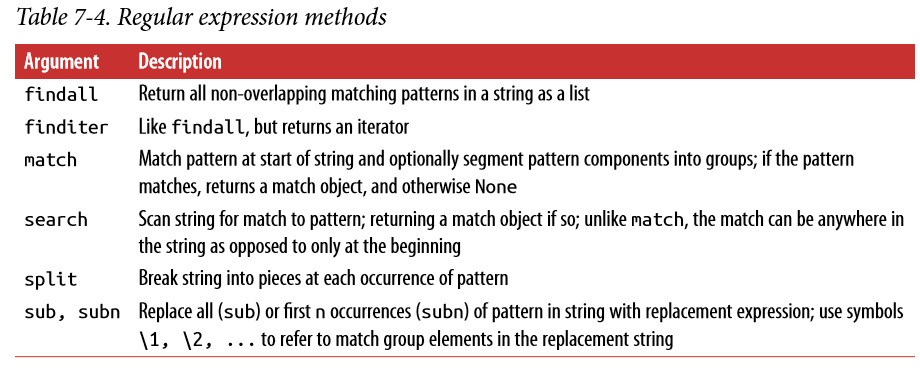 Table 7-4. Regular expression methods
Argument Description
findall Return all non-overlapping matching patterns in a string as a list
finditer Like findall, but returns an iterator
match Match pattern at start of string and optionally segment pattern components into groups; if the pattern
matches, returns a match object, and otherwise None
search Scan string for match to pattern; returning a match object if so; unlike match, the match can be anywhere in
the string as opposed to only at the beginning
split Break string into pieces at each occurrence of pattern
sub, subn Replace all (sub) or first n occurrences (subn) of pattern in string with replacement expression; use symbols
\1, \2, ... to refer to match group elements in the replacement string